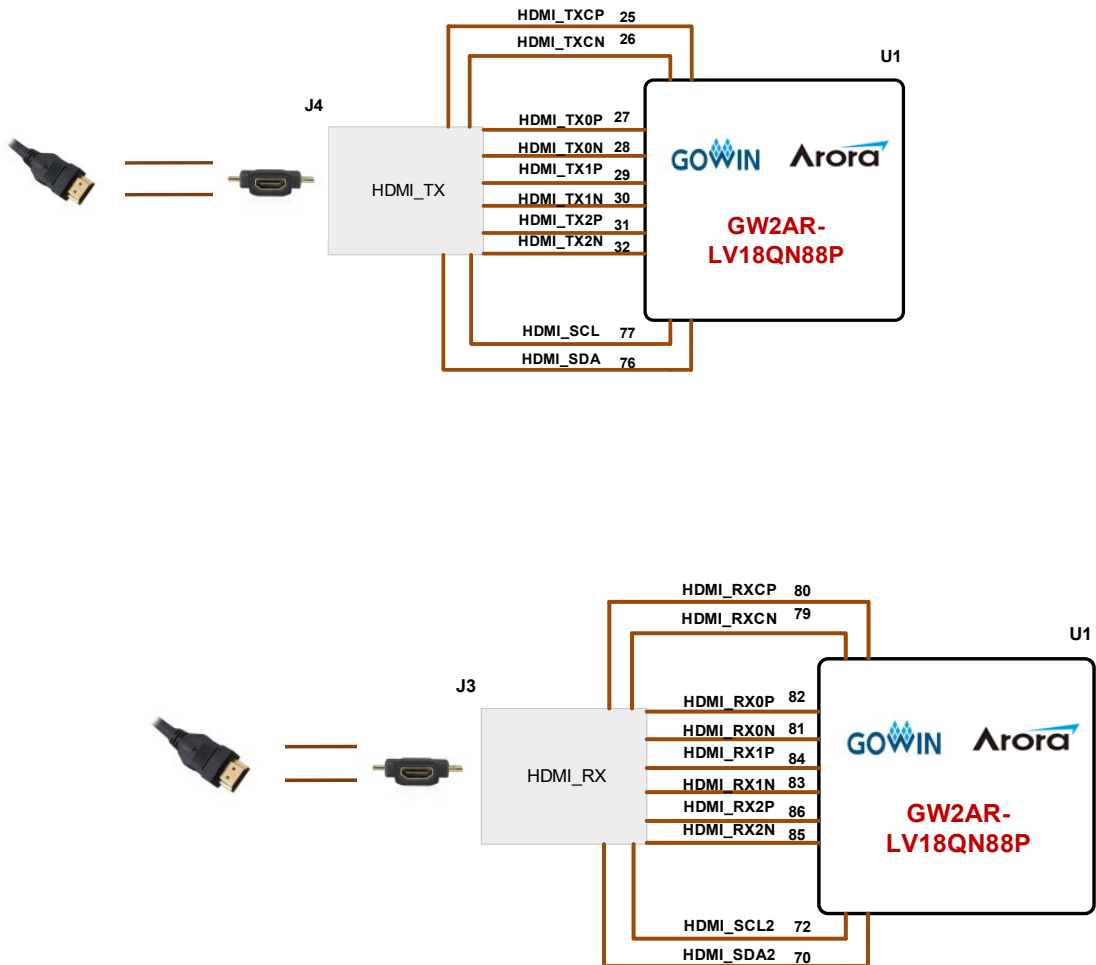 HDMI_TXCP 25
HDMI_TXCN 26
U1
J4
HDMI_TX
HDMI_TX0P 27
HDMI_TX0N 28
HDMI_TX1P 29
HDMI_TX1N 30
HDMI_TX2P 31
HDMI_TX2N 32
GOWIN Arora
GW2AR-
LV18QN88P
HDMI_SCL 77
HDMI_SDA 76
HDMI_RXCP 80
HDMI_RXCN 79
U1
J3
HDMI_RX
HDMI_RX0P 82
HDMI_RX0N 81
HDMI_RX1P 84
HDMI_RX1N 83
HDMI_RX2P 86
HDMI_RX2N 85
GOWIN Arora
GW2AR-
LV18QN88P
HDMI_SCL2 72
HDMI_SDA2 70